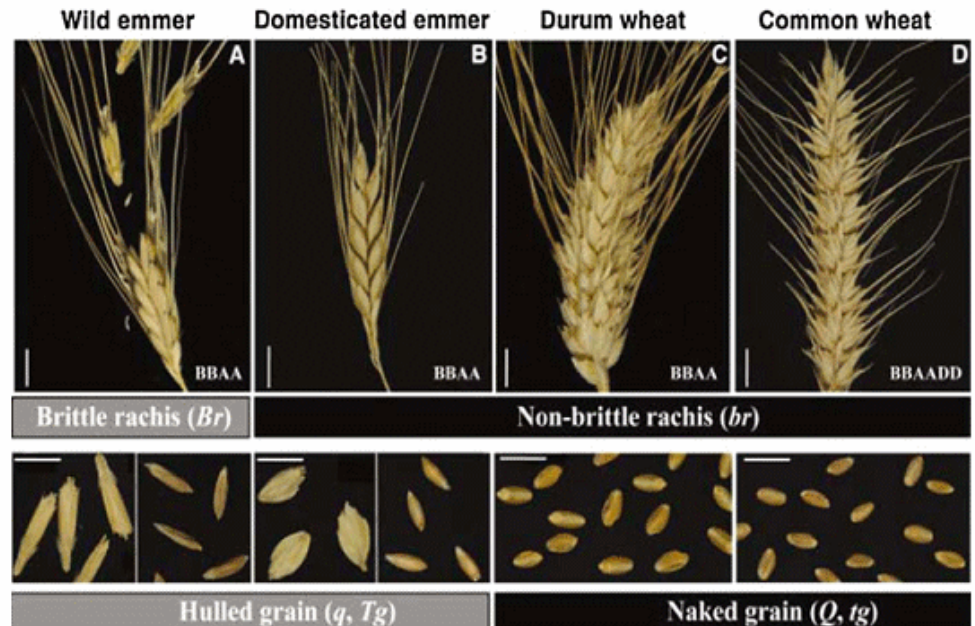 Wild emmer
Domesticated emmer
Durum wheat
Common wheat
A
B
C
D
BBAA
BBAA
BBAA
BBAADD
Brittle rachis (Br)
Non-brittle rachis (br)
Hulled grain (q, Tg)
Naked grain (Q, tg)